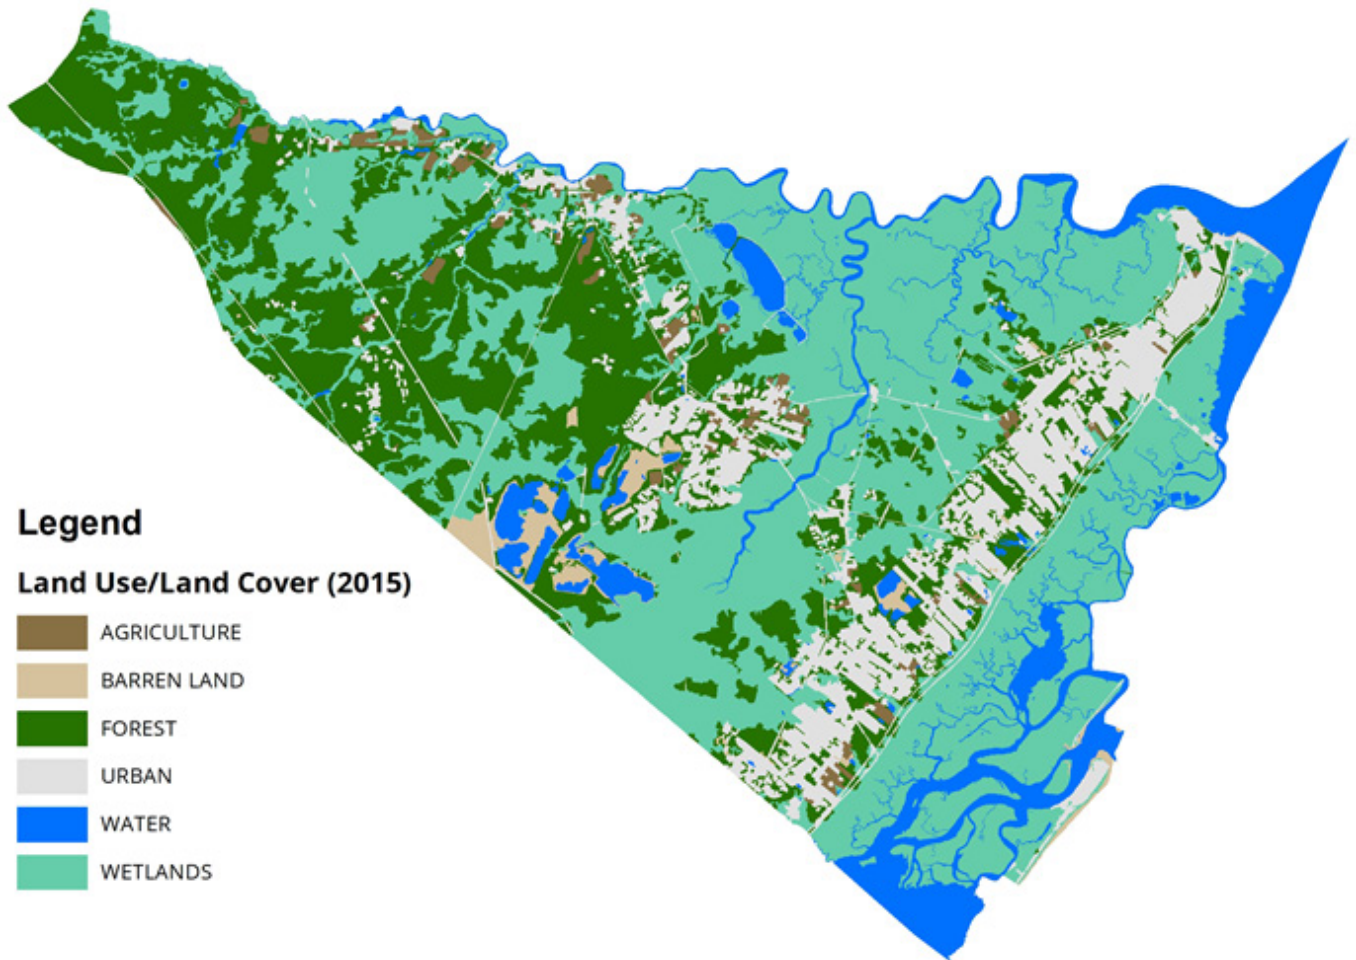 Legend
Land Use/Land Cover (2015)
AGRICULTURE
BARREN LAND
FOREST
URBAN
WATER
WETLANDS